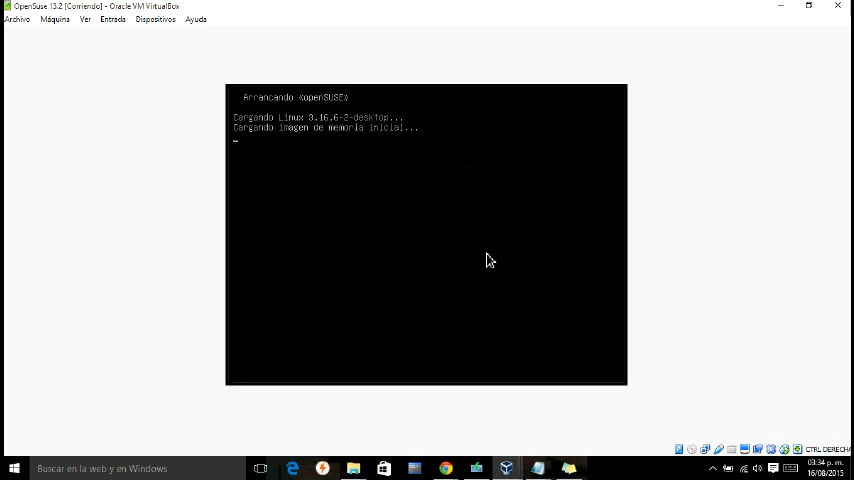 OpenSuse 13.2 [Corriendo] - Oracle VM VirtualBox
Archivo Máquina Ver Entrada Dispositivos Ayuda
Arrancando «openSUSE»
Cargando Linux 3.16.6-2-desktop...
Cargando imagen de memoria inicial...
CTRL DERECHA
Buscar en la web y en Windows
03:34 p. m.
16/08/2015